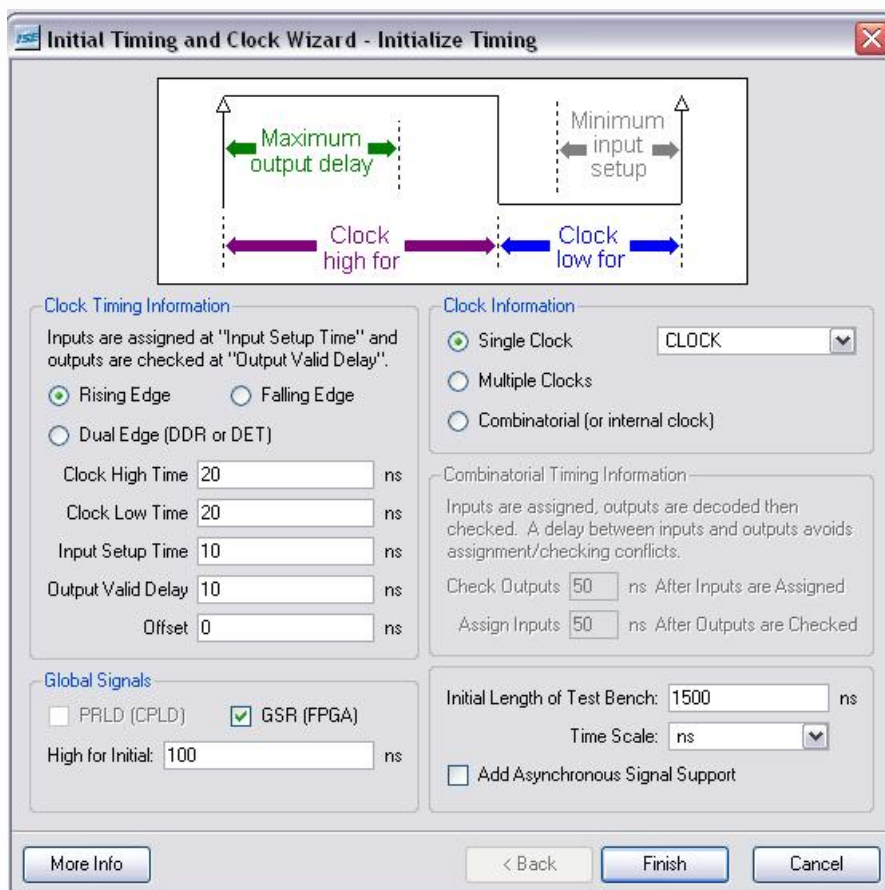 ISE Initial Timing and Clock Wizard - Initialize Timing
Maximum
output delay
Minimum
input
setup
Clock
high for
Clock
low for
Clock Timing Information
Inputs are assigned at "Input Setup Time" and
outputs are checked at "Output Valid Delay".
Rising Edge
Falling Edge
Dual Edge (DDR or DET)
Clock High Time 20 ns
Clock Low Time 20 ns
Input Setup Time 10 ns
Output Valid Delay 10 ns
Offset 0 ns
Global Signals
PRLD (CPLD)
GSR (FPGA)
High for Initial: 100 ns
Clock Information
Single Clock
CLOCK
Multiple Clocks
Combinatorial (or internal clock)
Combinatorial Timing Information
Inputs are assigned, outputs are decoded then
checked. A delay between inputs and outputs avoids
assignment/checking conflicts.
Check Outputs 50 ns After Inputs are Assigned
Assign Inputs 50 ns After Outputs are Checked
Initial Length of Test Bench: 1500 ns
Time Scale: ns
Add Asynchronous Signal Support
More Info
< Back
Finish
Cancel